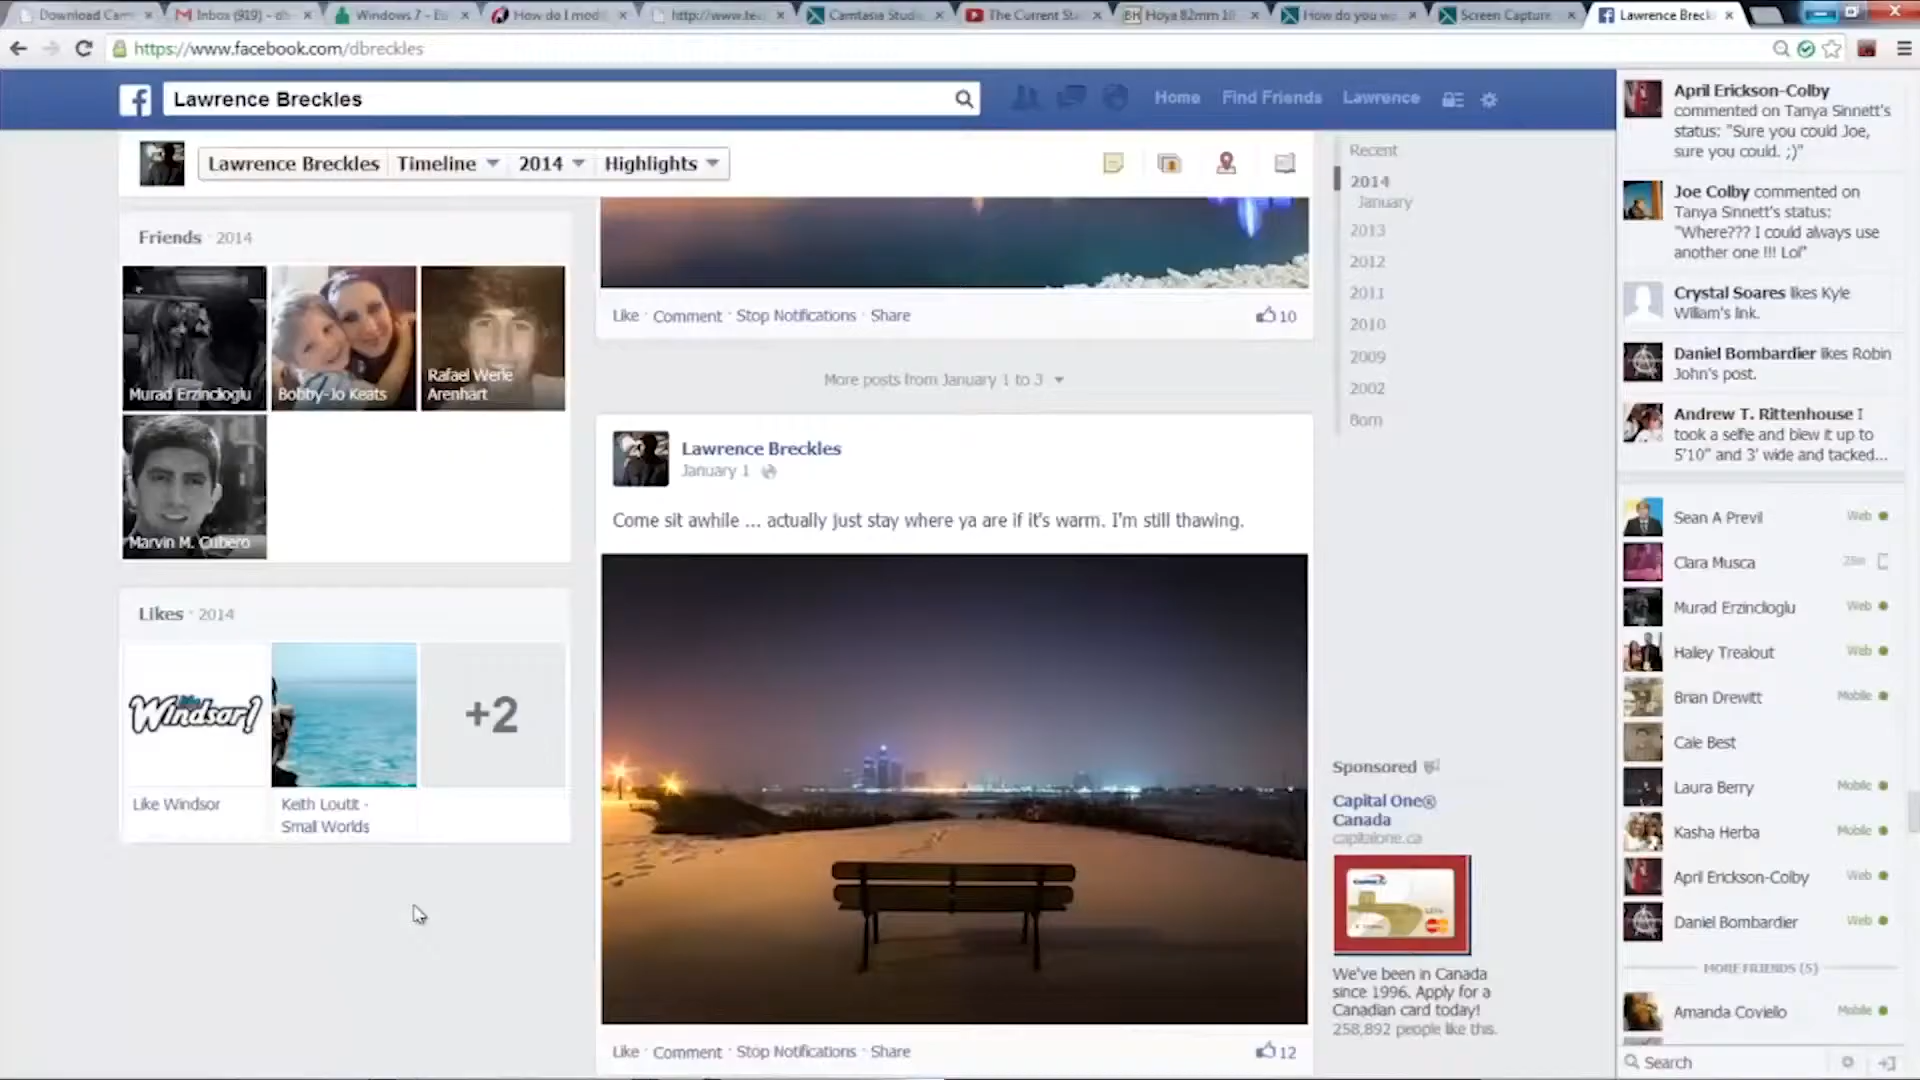 Download Cam
Inbox (919) - db
Windows 7 - B
How do I mod
http://www.te
Camtasia Studi
The Current St
Hoya 82mm 1
How do you w
Screen Capture
Lawrence Breck
https://www.facebook.com/dbreckles
Lawrence Breckles
Home
Find Friends
Lawrence
Lawrence Breckles
Timeline
2014
Highlights
Friends · 2014
Murad Erzincloglu
Bobby-Jo Keats
Rafael Werle
Arenhart
Marvin M. Cubero
Likes · 2014
like
Windsor!
+2
Like Windsor
Keith Loutit -
Small Worlds
Like · Comment · Stop Notifications · Share
10
More posts from January 1 to 3
Lawrence Breckles
January 1
Come sit awhile ... actually just stay where ya are if it's warm. I'm still thawing.
Like · Comment · Stop Notifications · Share
12
Recent
2014
January
2013
2012
2011
2010
2009
2002
Born
Sponsored
Capital One®
Canada
capitalone.ca
We've been in Canada
since 1996. Apply for a
Canadian card today!
258,892 people like this.
April Erickson-Colby
commented on Tanya Sinnett's
status: "Sure you could Joe,
sure you could. ;)"
Joe Colby commented on
Tanya Sinnett's status:
"Where??? I could always use
another one !!! Lol"
Crystal Soares likes Kyle
William's link.
Daniel Bombardier likes Robin
John's post.
Andrew T. Rittenhouse I
took a selfie and blew it up to
5'10" and 3' wide and tacked...
Sean A Previl Web
Clara Musca
Murad Erzincloglu Web
Hailey Trealout Web
Brian Drewitt Mobile
Cale Best
Laura Berry Mobile
Kasha Herba Mobile
April Erickson-Colby Web
Daniel Bombardier Web
MORE FRIENDS (5)
Amanda Coviello Mobile
Search